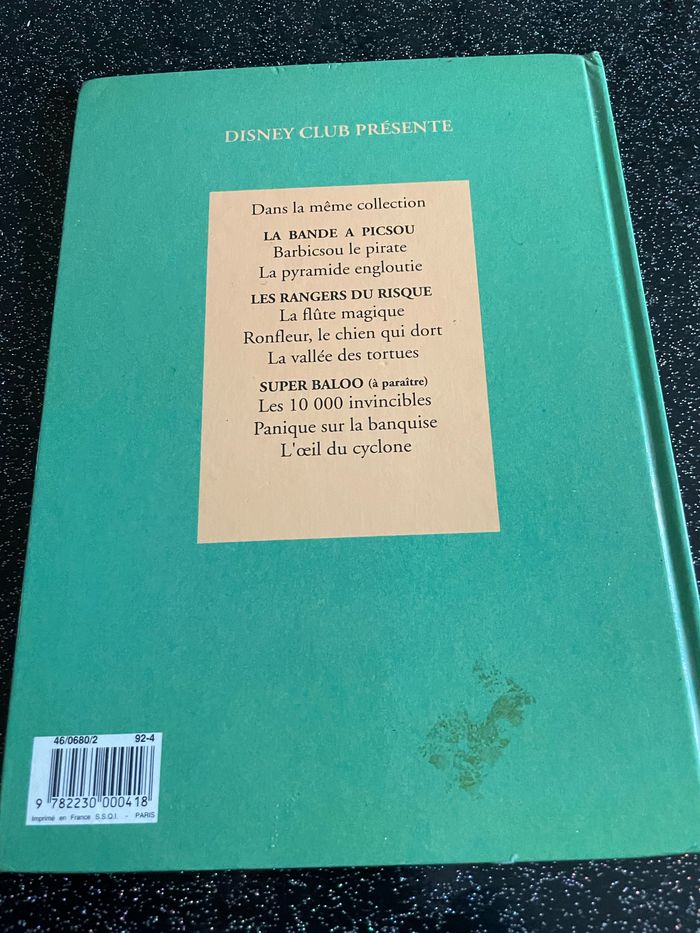 DISNEY CLUB PRÉSENTE
Dans la même collection
LA BANDE A PICSOU
Barbicsou le pirate
La pyramide engloutie
LES RANGERS DU RISQUE
La flûte magique
Ronfleur, le chien qui dort
La vallée des tortues
SUPER BALOO (à paraître)
Les 10 000 invincibles
Panique sur la banquise
L'œil du cyclone
46/0680/2 92-4
9 782230 000418
Imprimé en France S.S.Q.I. - PARIS